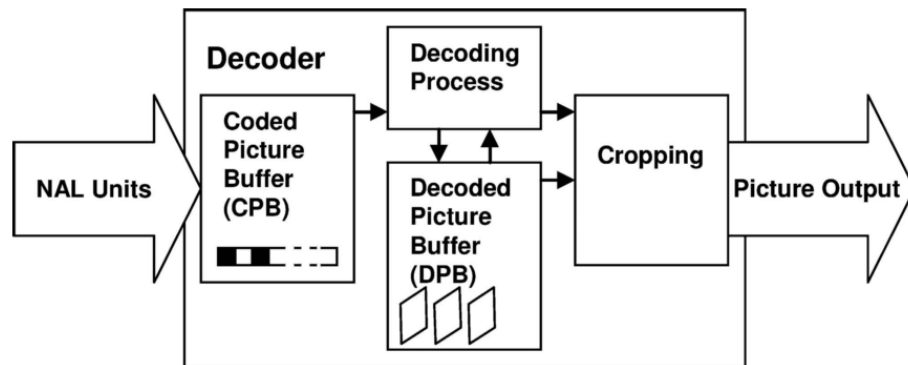 Decoder
NAL Units
Coded
Picture
Buffer
(CPB)
Decoding
Process
Decoded
Picture
Buffer
(DPB)
Cropping
Picture Output